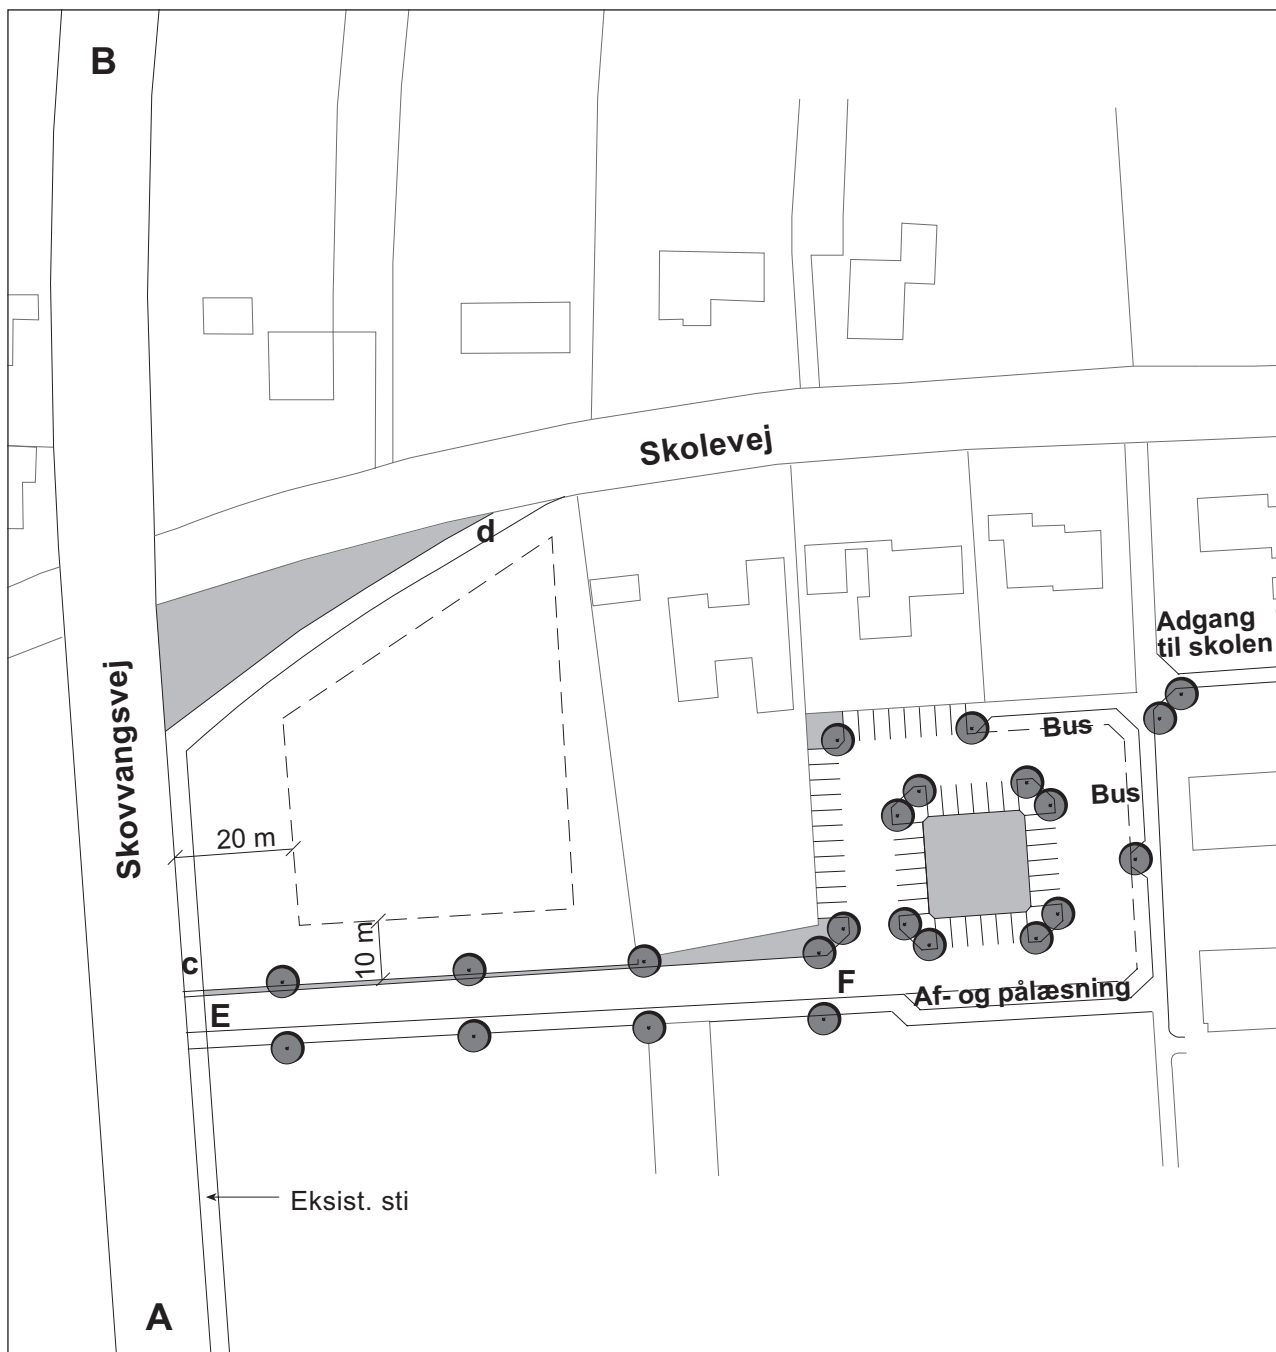 B
Skolevej
d
Adgang
til skolen
Skovvangsvej
Bus
Bus
20 m
10 m
c
E
F
Af- og pålæsning
Eksist. sti
A